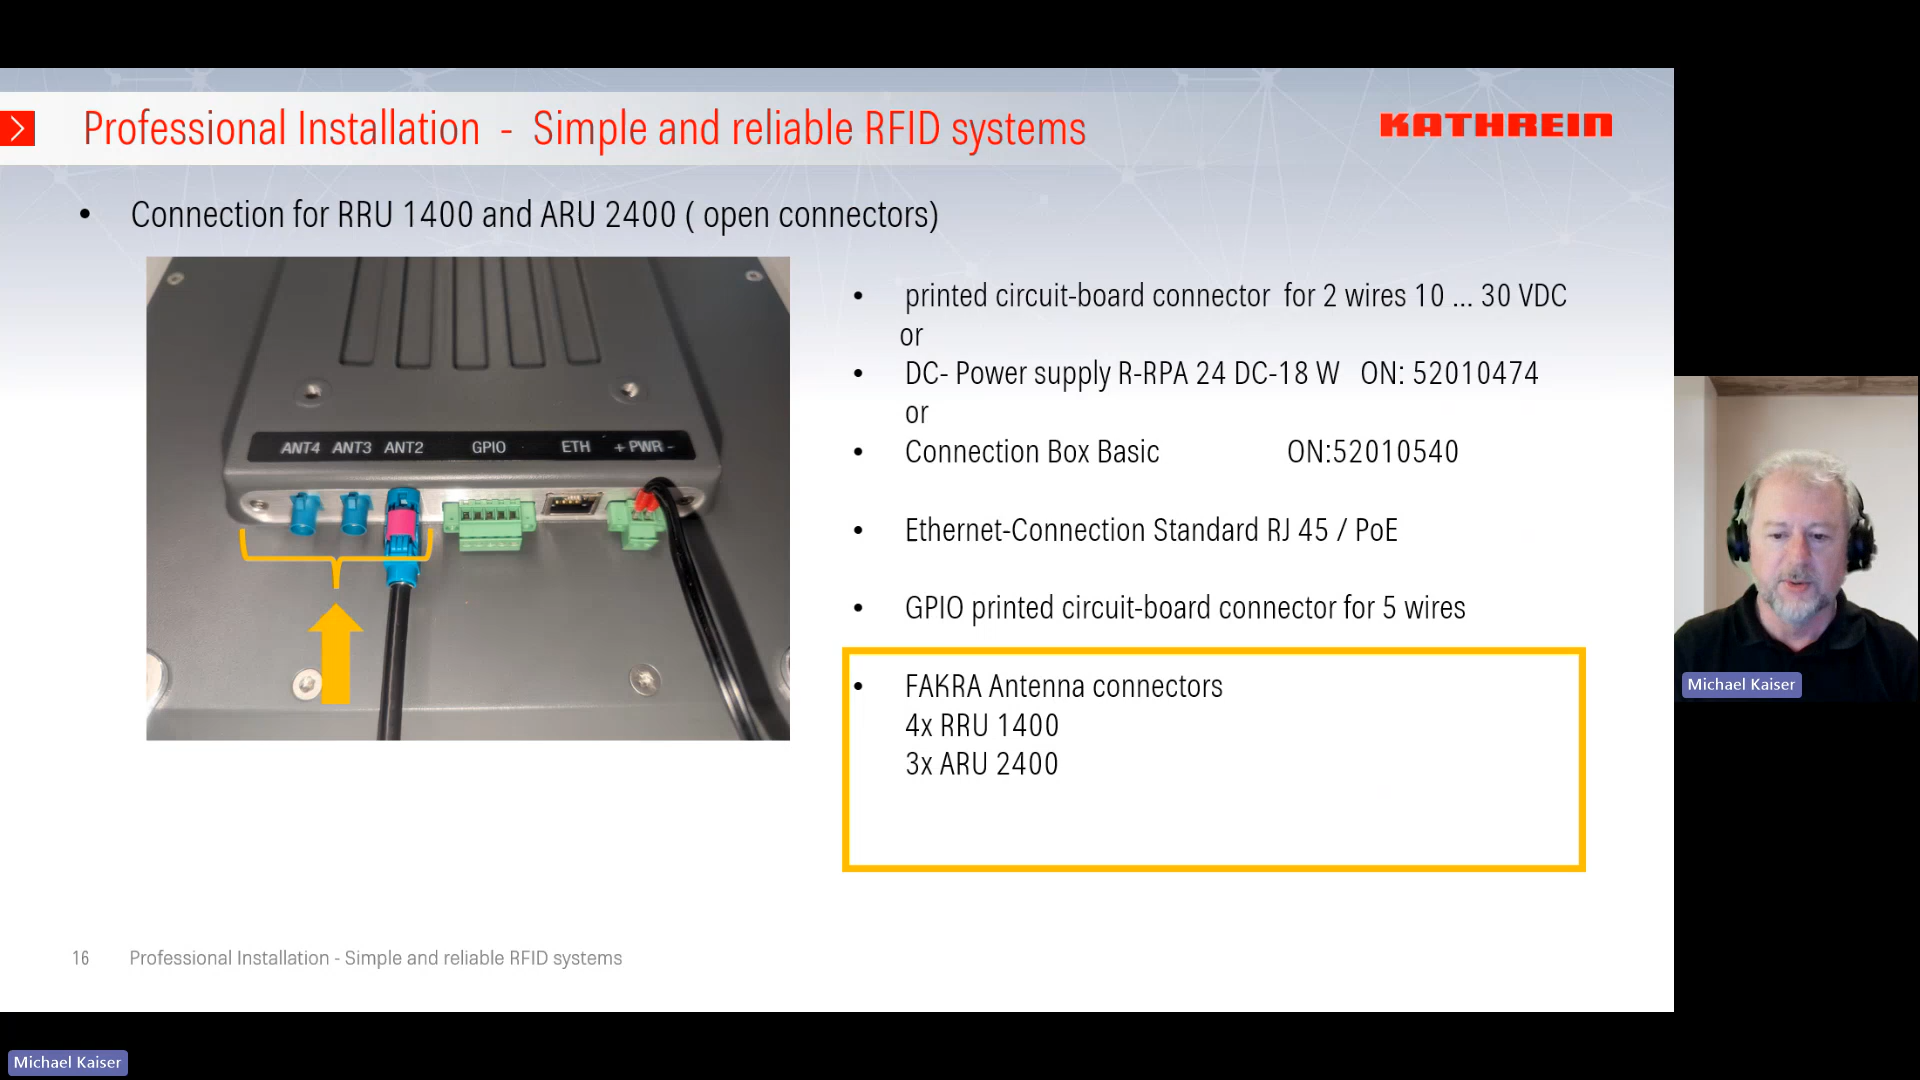 Professional Installation - Simple and reliable RFID systems
KATHREIN
• Connection for RRU 1400 and ARU 2400 ( open connectors)
ANT4 ANT3 ANT2 GPIO ETH + PWR -
• printed circuit-board connector for 2 wires 10 ... 30 VDC
or
• DC- Power supply R-RPA 24 DC-18 W ON: 52010474
or
• Connection Box Basic ON:52010540
• Ethernet-Connection Standard RJ 45 / PoE
• GPIO printed circuit-board connector for 5 wires
• FAKRA Antenna connectors
4x RRU 1400
3x ARU 2400
Michael Kaiser
16 Professional Installation - Simple and reliable RFID systems
Michael Kaiser